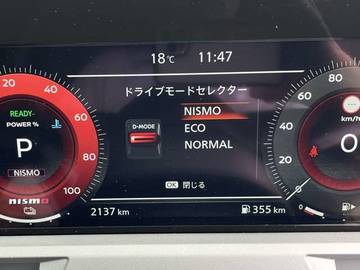 18℃ 11:47
ドライブモードセレクター
20
40
60
80
100
READY
POWER %
P
NISMO
nismo
D-MODE
NISMO
ECO
NORMAL
OK 閉じる
80
60
40
20
0
km/h
0
2137 km
355 km